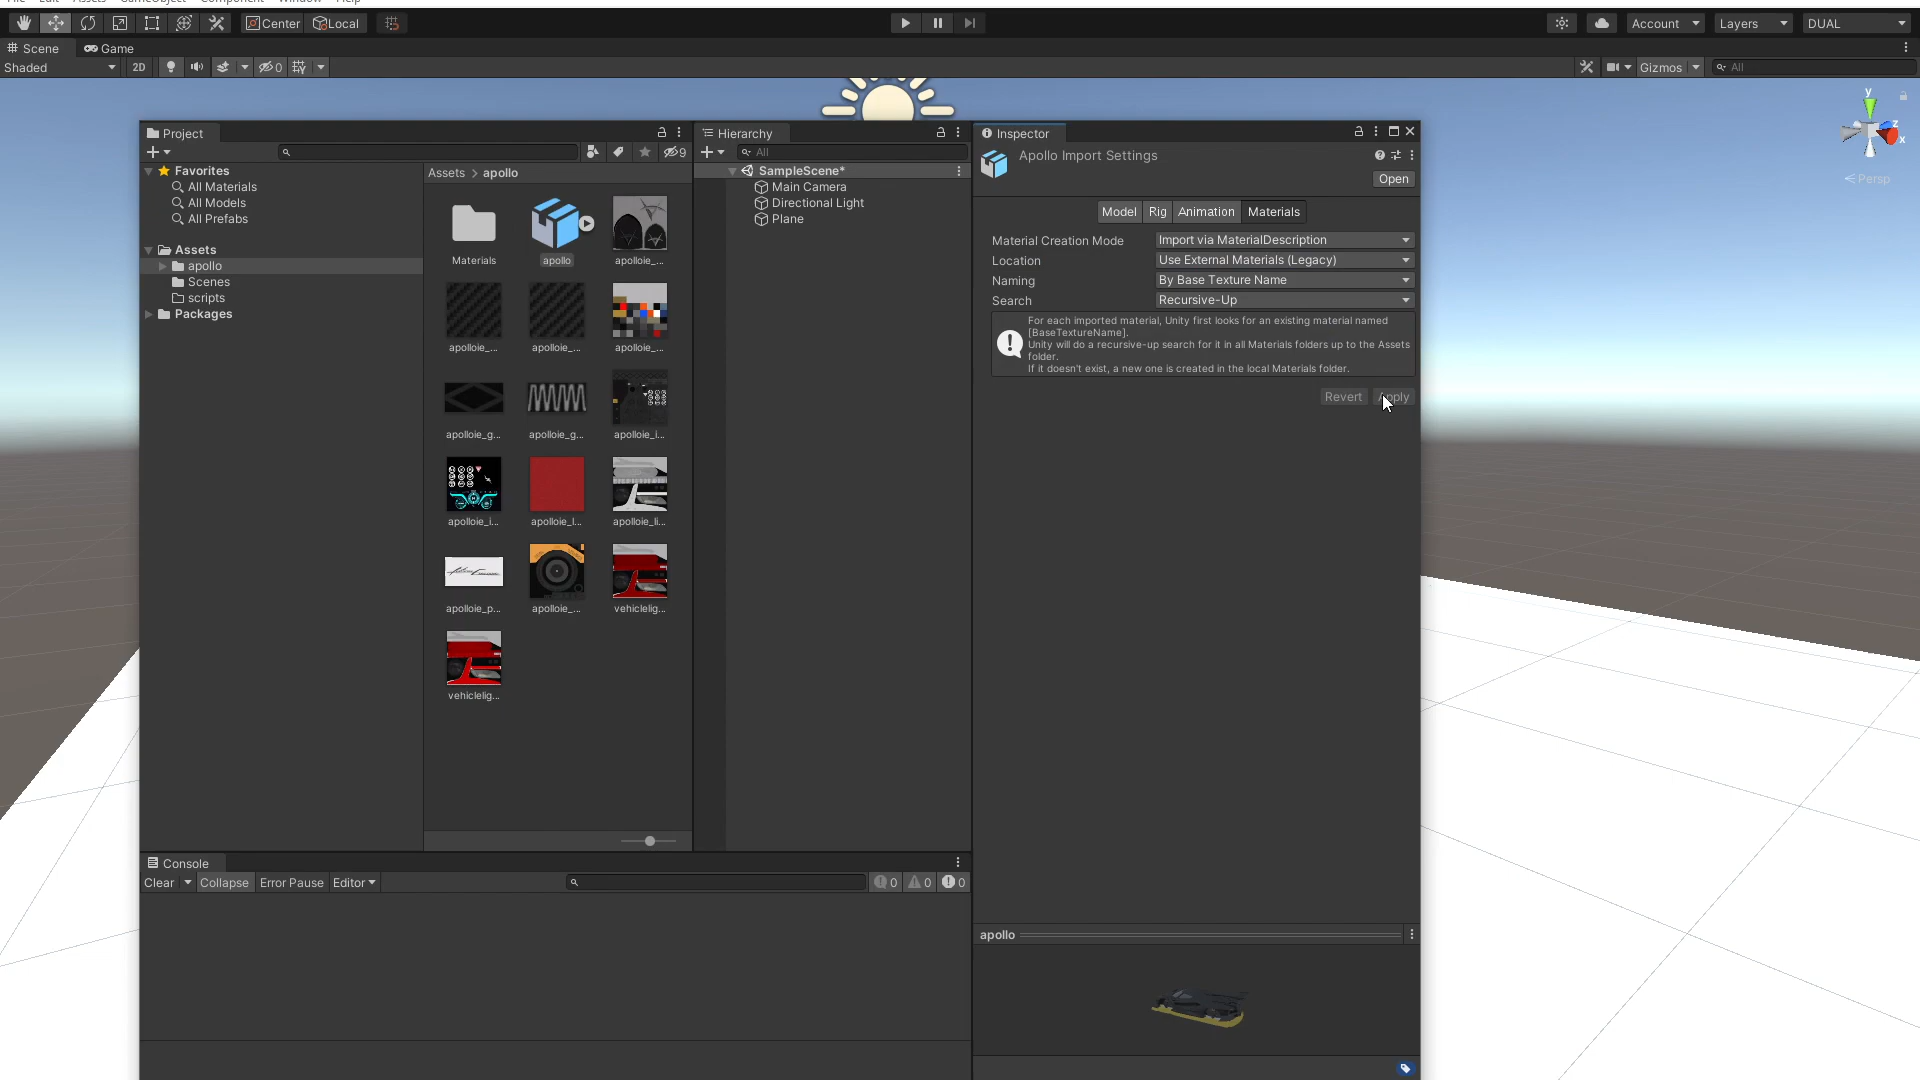 Center
Local
Account
Layers
DUAL
Scene
Game
Shaded
2D
0
Gizmos
All
y
z
x
Persp
Project
Hierarchy
Inspector
9
All
Apollo Import Settings
Open
Favorites
All Materials
All Models
All Prefabs
Assets
apollo
Scenes
scripts
Packages
Assets > apollo
Materials
apollo
apolloie_...
apolloie_...
apolloie_...
apolloie_...
apolloie_g...
apolloie_g...
apolloie_i...
apolloie_i...
apolloie_l...
apolloie_li...
apolloie_p...
apolloie_...
vehiclelig...
vehiclelig...
SampleScene*
Main Camera
Directional Light
Plane
Model
Rig
Animation
Materials
Material Creation Mode
Import via MaterialDescription
Location
Use External Materials (Legacy)
Naming
By Base Texture Name
Search
Recursive-Up
For each imported material, Unity first looks for an existing material named
[BaseTextureName].
Unity will do a recursive-up search for it in all Materials folders up to the Assets
folder.
If it doesn't exist, a new one is created in the local Materials folder.
Revert
Apply
Console
Clear
Collapse
Error Pause
Editor
0
0
0
apollo